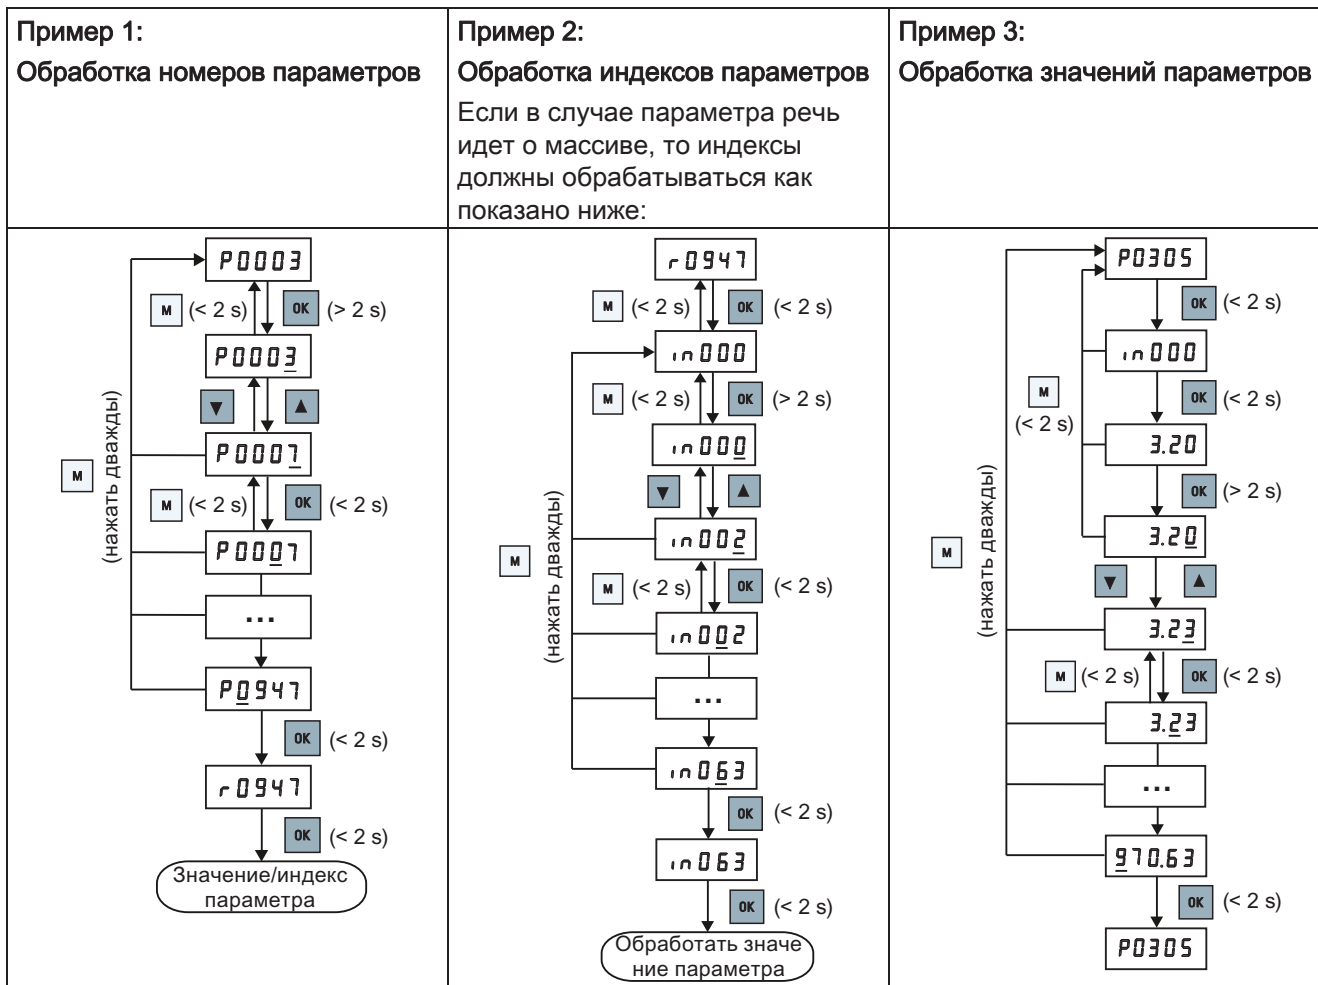 Пример 1:
Обработка номеров параметров
Пример 2:
Обработка индексов параметров
Если в случае параметра речь
идет о массиве, то индексы
должны обрабатываться как
показано ниже:
Пример 3:
Обработка значений параметров
P0003
M (< 2 s) OK (> 2 s)
P0003
▼ ▲
P0007
M (< 2 s) OK (< 2 s)
P0007
...
P0947
OK (< 2 s)
r0947
OK (< 2 s)
Значение/индекс
параметра
M
(нажать дважды)
r0947
M (< 2 s) OK (< 2 s)
in000
M (< 2 s) OK (> 2 s)
in000
▼ ▲
in002
M (< 2 s) OK (< 2 s)
in002
...
in063
OK (< 2 s)
in063
OK (< 2 s)
Обработать значе
ние параметра
M
(нажать дважды)
P0305
OK (< 2 s)
in000
OK (< 2 s)
M
(< 2 s)
3.20
OK (> 2 s)
3.20
▼ ▲
3.23
M (< 2 s) OK (< 2 s)
3.23
...
970.63
OK (< 2 s)
P0305
M
(нажать дважды)